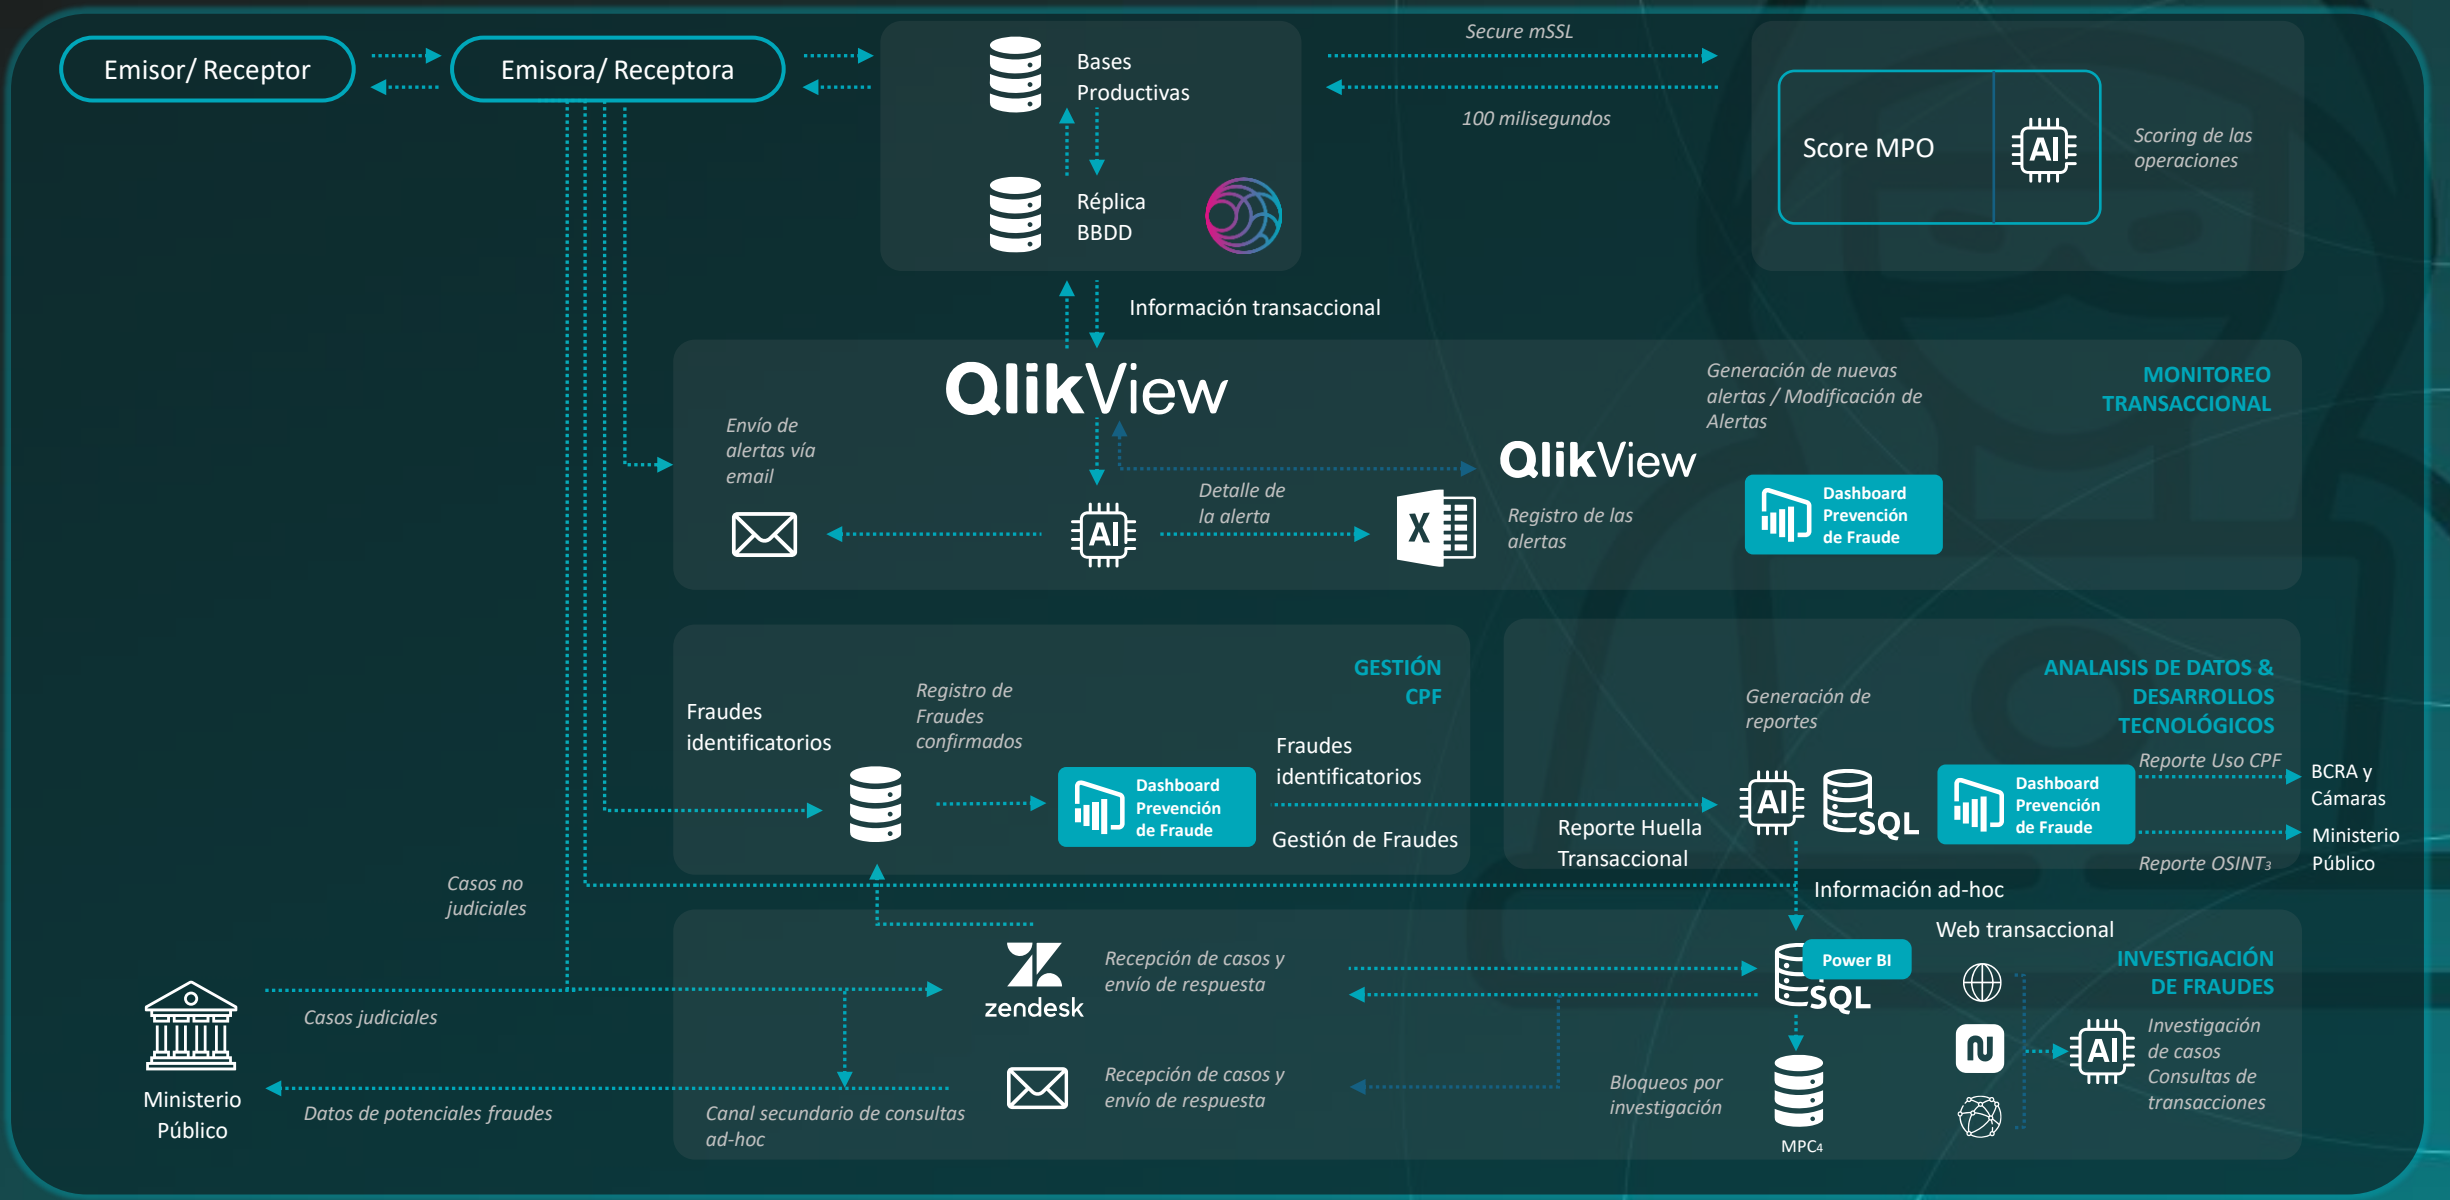 Emisor/ Receptor
Emisora/ Receptora
Bases
Productivas
Réplica
BBDD
Secure mSSL
100 milisegundos
Score MPO
AI
Scoring de las
operaciones
Información transaccional
MONITOREO
TRANSACCIONAL
QlikView
Envío de
alertas vía
email
AI
Detalle de
la alerta
X
Generación de nuevas
alertas / Modificación de
Alertas
QlikView
Registro de las
alertas
Dashboard
Prevención
de Fraude
GESTIÓN
CPF
Fraudes
identificatorios
Registro de
Fraudes
confirmados
Dashboard
Prevención
de Fraude
Fraudes
identificatorios
Gestión de Fraudes
ANALAISIS DE DATOS &
DESARROLLOS
TECNOLÓGICOS
Generación de
reportes
AI
SQL
Dashboard
Prevención
de Fraude
Reporte Huella
Transaccional
Reporte Uso CPF
BCRA y
Cámaras
Ministerio
Público
Reporte OSINT3
Casos no
judiciales
Información ad-hoc
INVESTIGACIÓN
DE FRAUDES
Web transaccional
zendesk
Recepción de casos y
envío de respuesta
Power BI
SQL
AI
Investigación
de casos
Consultas de
transacciones
Casos judiciales
Ministerio
Público
Datos de potenciales fraudes
Canal secundario de consultas
ad-hoc
Recepción de casos y
envío de respuesta
Bloqueos por
investigación
MPC4